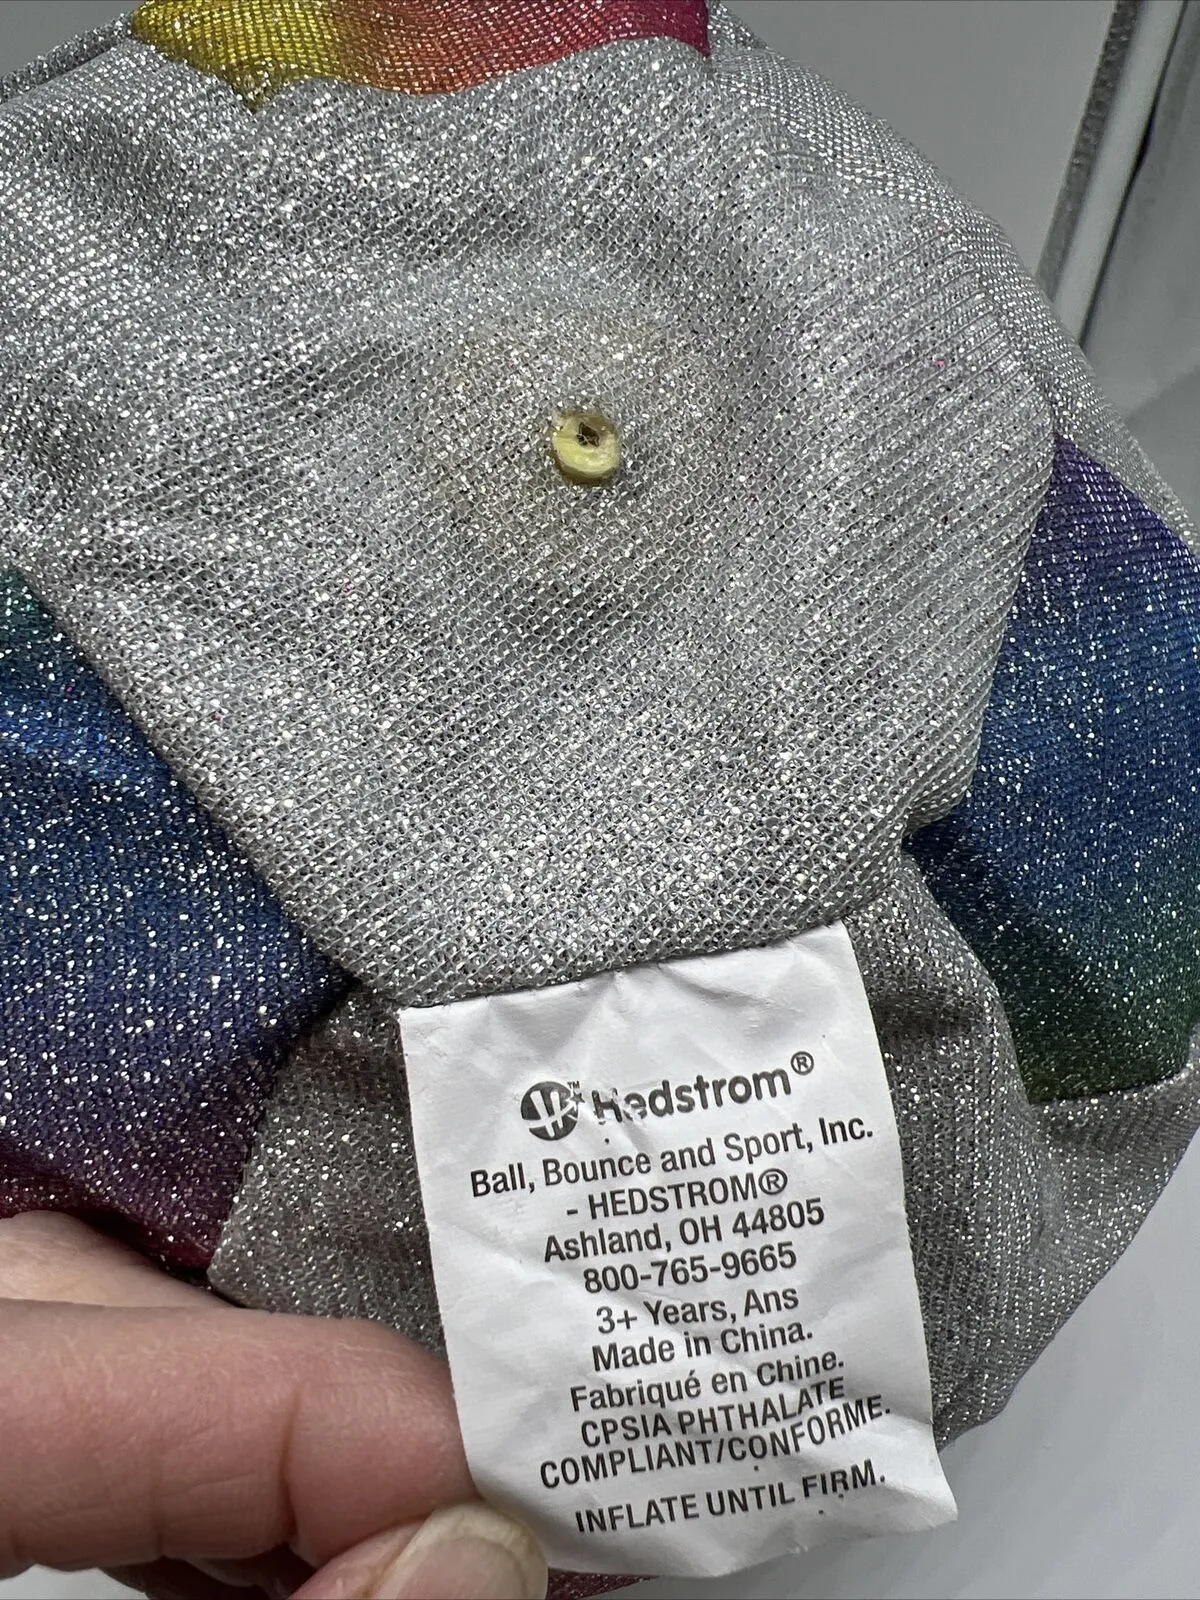 Hedstrom®
Ball, Bounce and Sport, Inc.
- HEDSTROM®
Ashland, OH 44805
800-765-9665
3+ Years, Ans
Made in China.
Fabriqué en Chine.
CPSIA PHTHALATE
COMPLIANT/CONFORME.
INFLATE UNTIL FIRM.